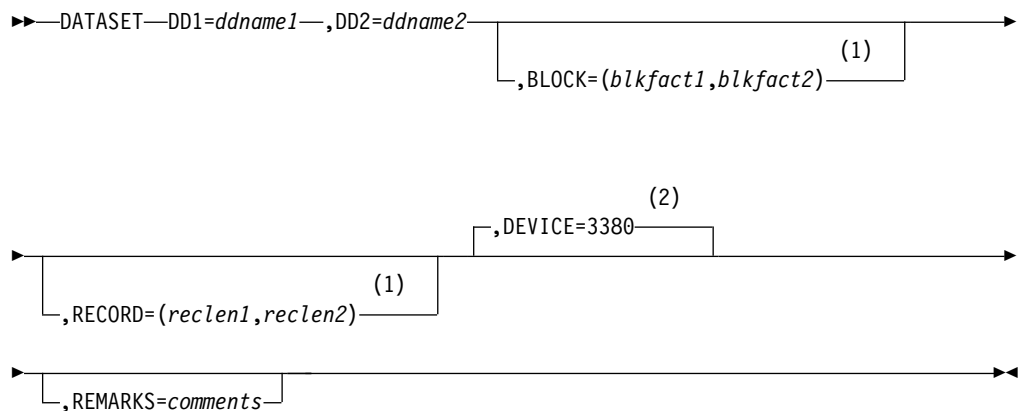 DATASET DD1=ddname1 ,DD2=ddname2
(1)
,BLOCK=(blkfact1,blkfact2)
(2)
,DEVICE=3380
(1)
,RECORD=(reclen1,reclen2)
,REMARKS=comments